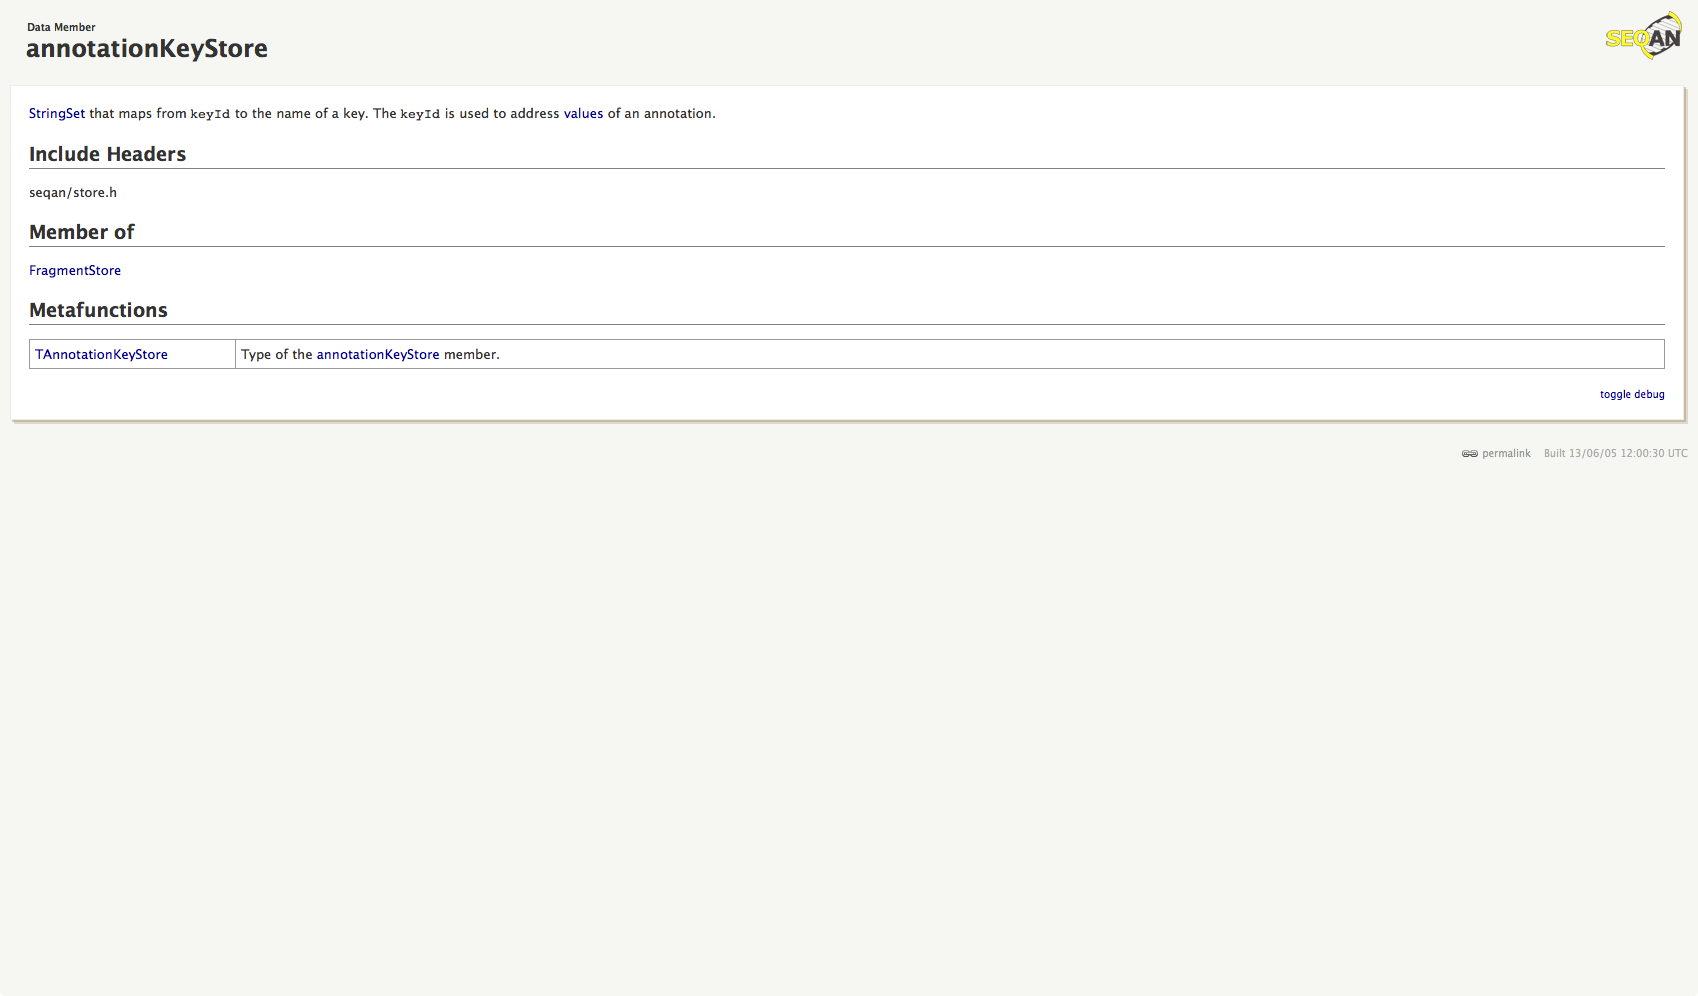 Data Member
annotationKeyStore
SEQAN
StringSet that maps from keyId to the name of a key. The keyId is used to address values of an annotation.
Include Headers
seqan/store.h
Member of
FragmentStore
Metafunctions
TAnnotationKeyStore Type of the annotationKeyStore member.
toggle debug
permalink Built 13/06/05 12:00:30 UTC